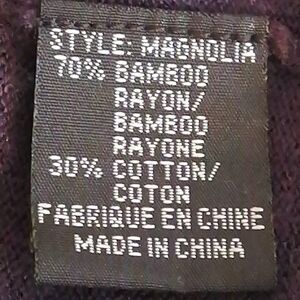 STYLE: MAGNOLIA
70% BAMBOO
RAYON/
BAMBOO
RAYONE
30% COTTON/
COTON
FABRIQUE EN CHINE
MADE IN CHINA